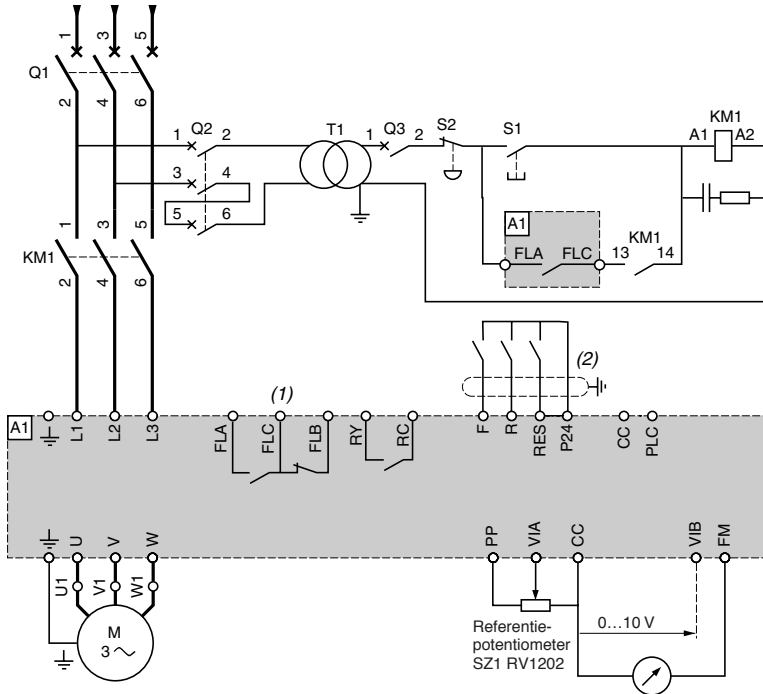 1 3 5
Q1
2 4 6
1 Q2 2
3 4
5 6
T1
1 Q3 2
S2
S1
KM1
A1 A2
A1
FLA FLC
KM1
13 14
1 3 5
KM1
2 4 6
(1)
(2)
A1
L1 L2 L3
FLA FLC FLB RY RC
F R RES P24 CC PLC
U V W
PP VIA CC VIB FM
U1 V1 W1
M
3
0...10 V
Referentie-
potentiometer
SZ1 RV1202